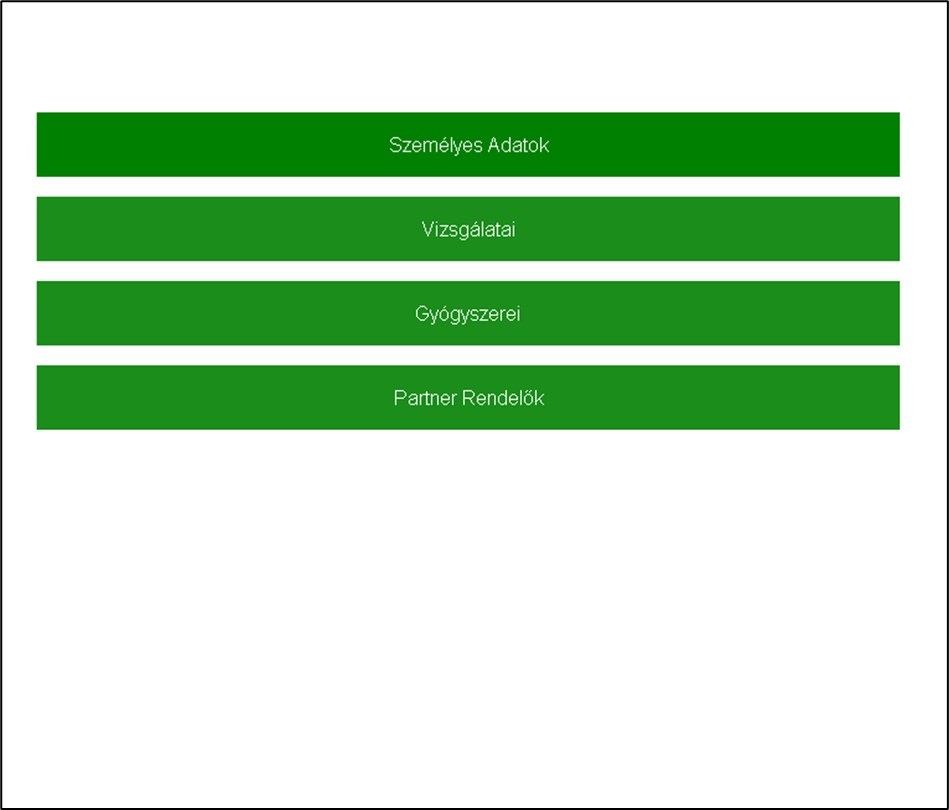 Személyes Adatok
Vizsgálatai
Gyógyszerei
Partner Rendelők